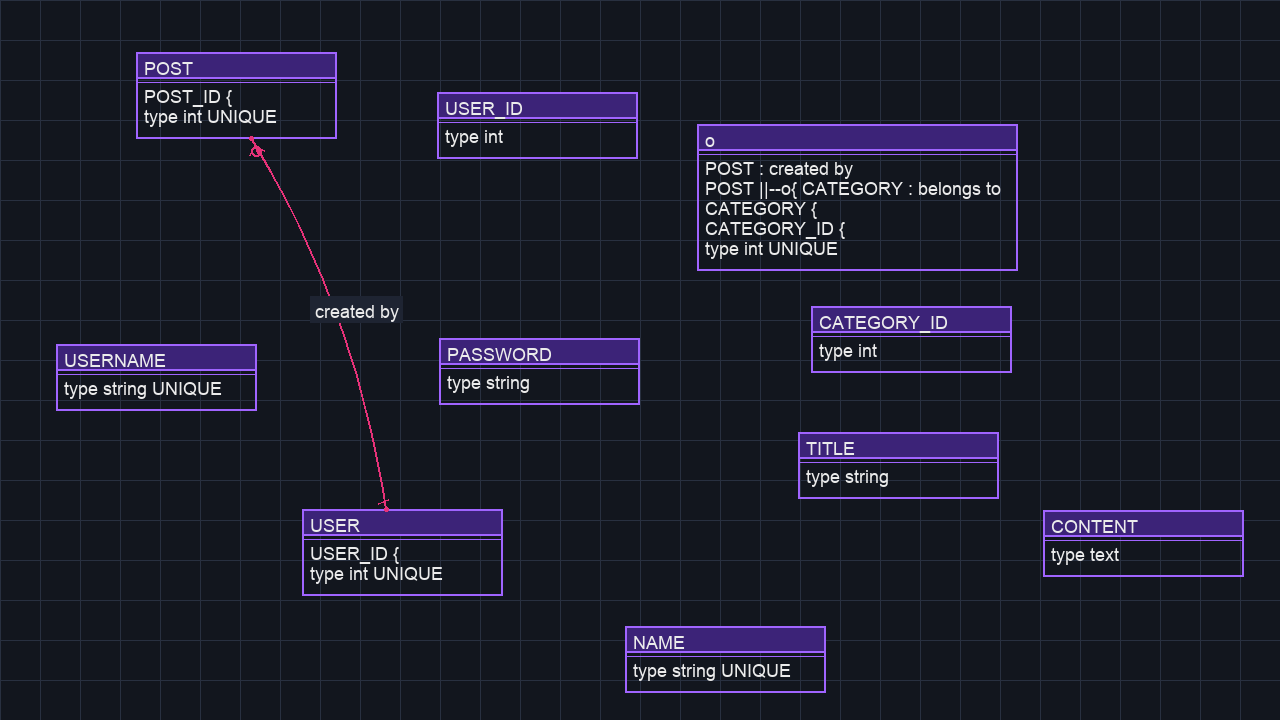 POST
POST_ID {
type int UNIQUE
USER_ID
type int
o
POST : created by
POST ||--o{ CATEGORY : belongs to
CATEGORY {
CATEGORY_ID {
type int UNIQUE
created by
CATEGORY_ID
type int
USERNAME
type string UNIQUE
PASSWORD
type string
TITLE
type string
USER
USER_ID {
type int UNIQUE
CONTENT
type text
NAME
type string UNIQUE